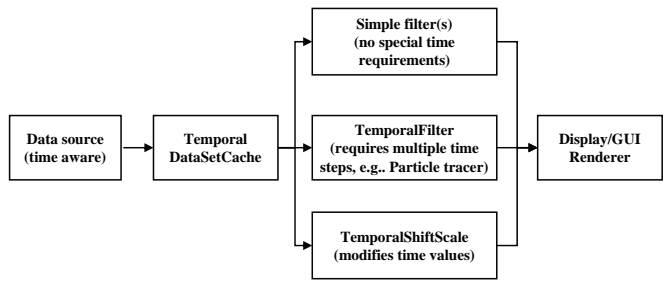 Simple filter(s)
(no special time
requirements)
Data source
(time aware)
Temporal
DataSetCache
TemporalFilter
(requires multiple time
steps, e.g.. Particle tracer)
Display/GUI
Renderer
TemporalShiftScale
(modifies time values)